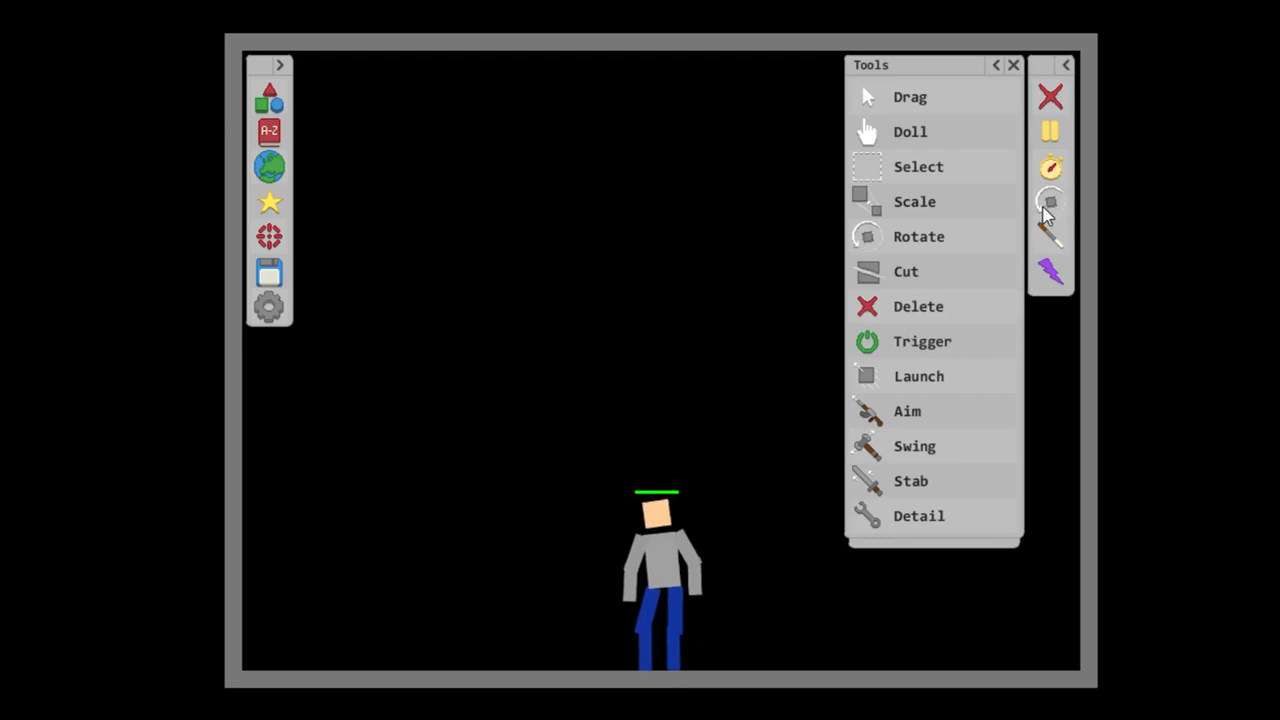 A-Z
Tools
Drag
Doll
Select
Scale
Rotate
Cut
Delete
Trigger
Launch
Aim
Swing
Stab
Detail